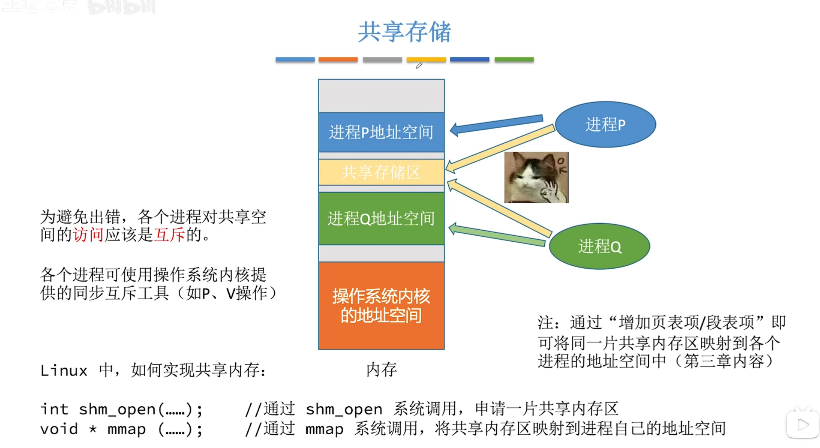 共享存储
进程P地址空间
进程P
共享存储区
OK
进程Q地址空间
进程Q
为避免出错，各个进程对共享空
间的访问应该是互斥的。
各个进程可使用操作系统内核提
供的同步互斥工具（如P、V操作）
操作系统内核
的地址空间
注：通过“增加页表项/段表项”即
可将同一片共享内存区映射到各个
进程的地址空间中（第三章内容）
Linux 中，如何实现共享内存：
内存
int shm_open(……); //通过 shm_open 系统调用，申请一片共享内存区
void * mmap (……); //通过 mmap 系统调用，将共享内存区映射到进程自己的地址空间